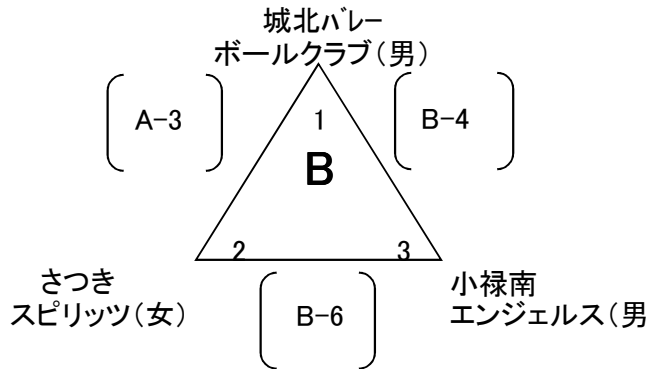 城北ﾊﾞﾚｰ
ボールクラブ(男)
A-3
1
B-4
B
2
3
さつき
スピリッツ(女)
B-6
小禄南
エンジェルス(男